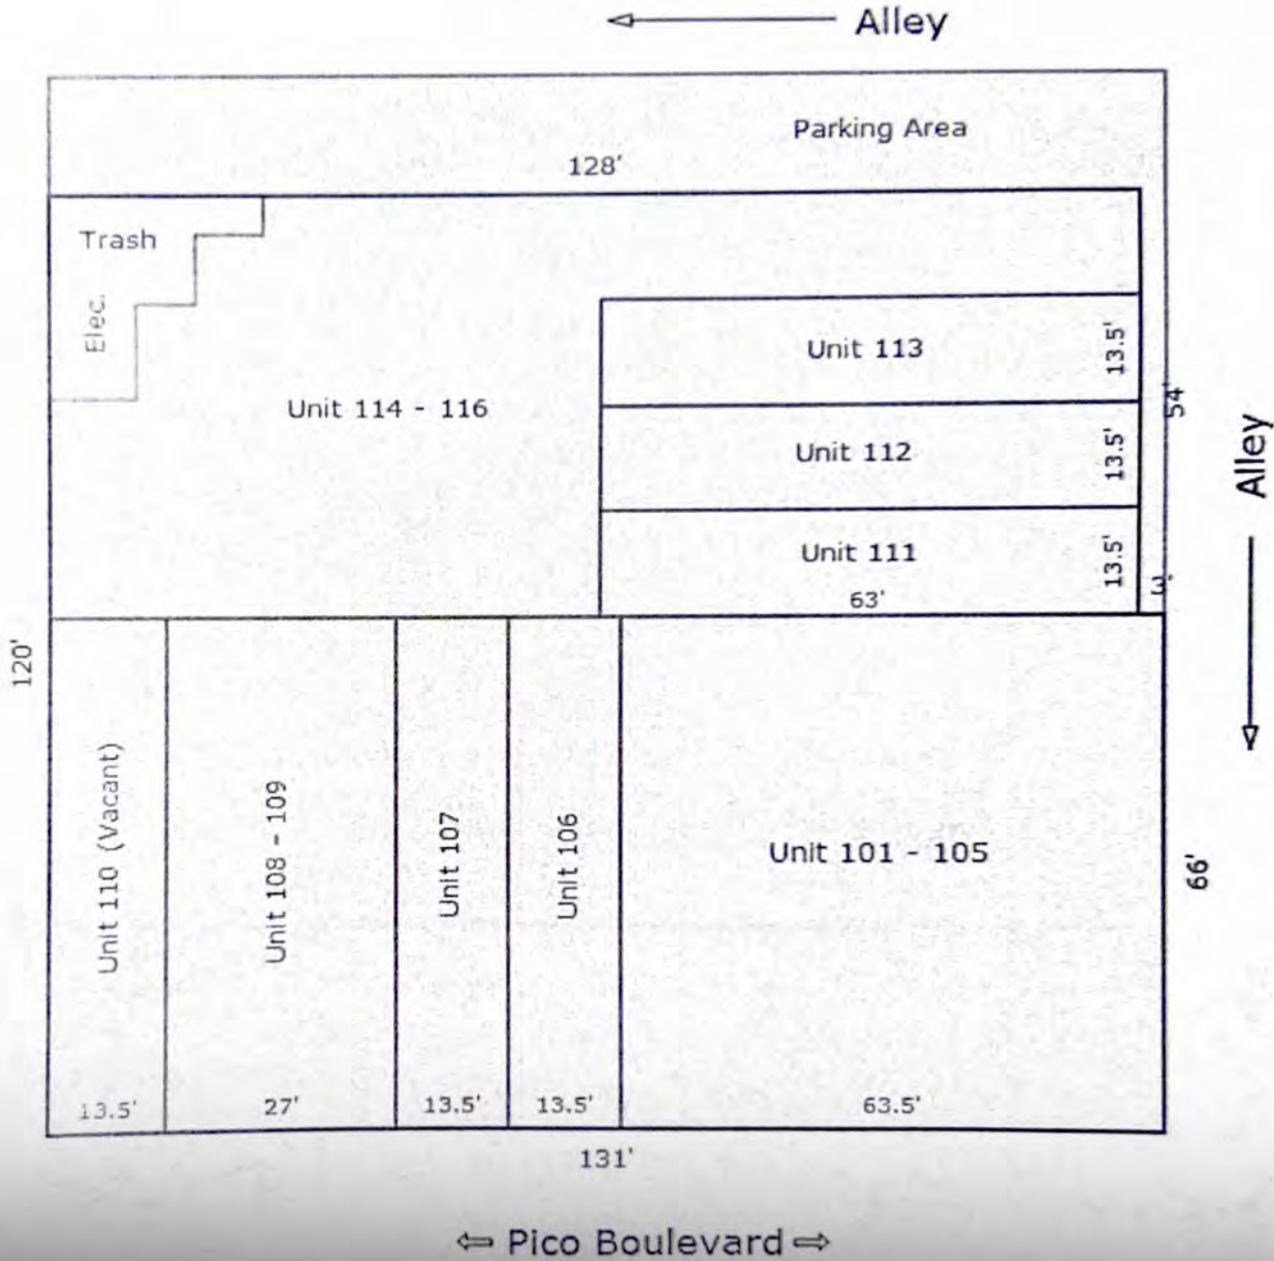 Alley
Parking Area
128'
Trash
Elec.
Unit 113
13.5'
54'
Unit 114 - 116
Unit 112
13.5'
Alley
Unit 111
13.5'
3'
63'
120'
Unit 110 (Vacant)
Unit 108 - 109
Unit 107
Unit 106
Unit 101 - 105
66'
13.5'
27'
13.5'
13.5'
63.5'
131'
⇐ Pico Boulevard ⇒